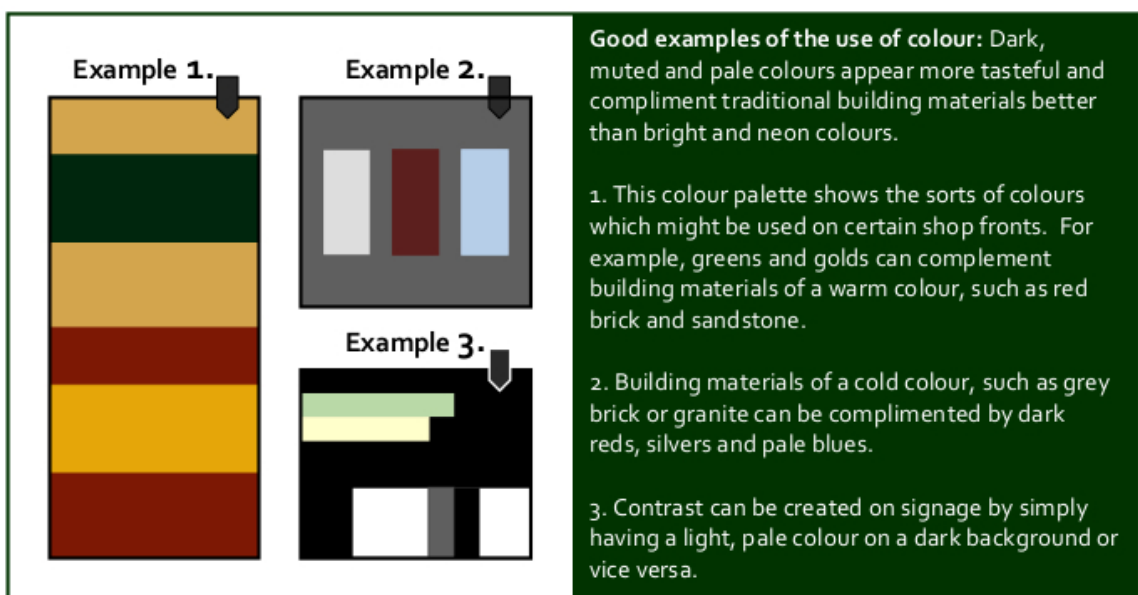 Example 1.
Example 2.
Example 3.
Good examples of the use of colour: Dark,
muted and pale colours appear more tasteful and
compliment traditional building materials better
than bright and neon colours.
1. This colour palette shows the sorts of colours
which might be used on certain shop fronts.  For
example, greens and golds can complement
building materials of a warm colour, such as red
brick and sandstone.
2. Building materials of a cold colour, such as grey
brick or granite can be complimented by dark
reds, silvers and pale blues.
3. Contrast can be created on signage by simply
having a light, pale colour on a dark background or
vice versa.